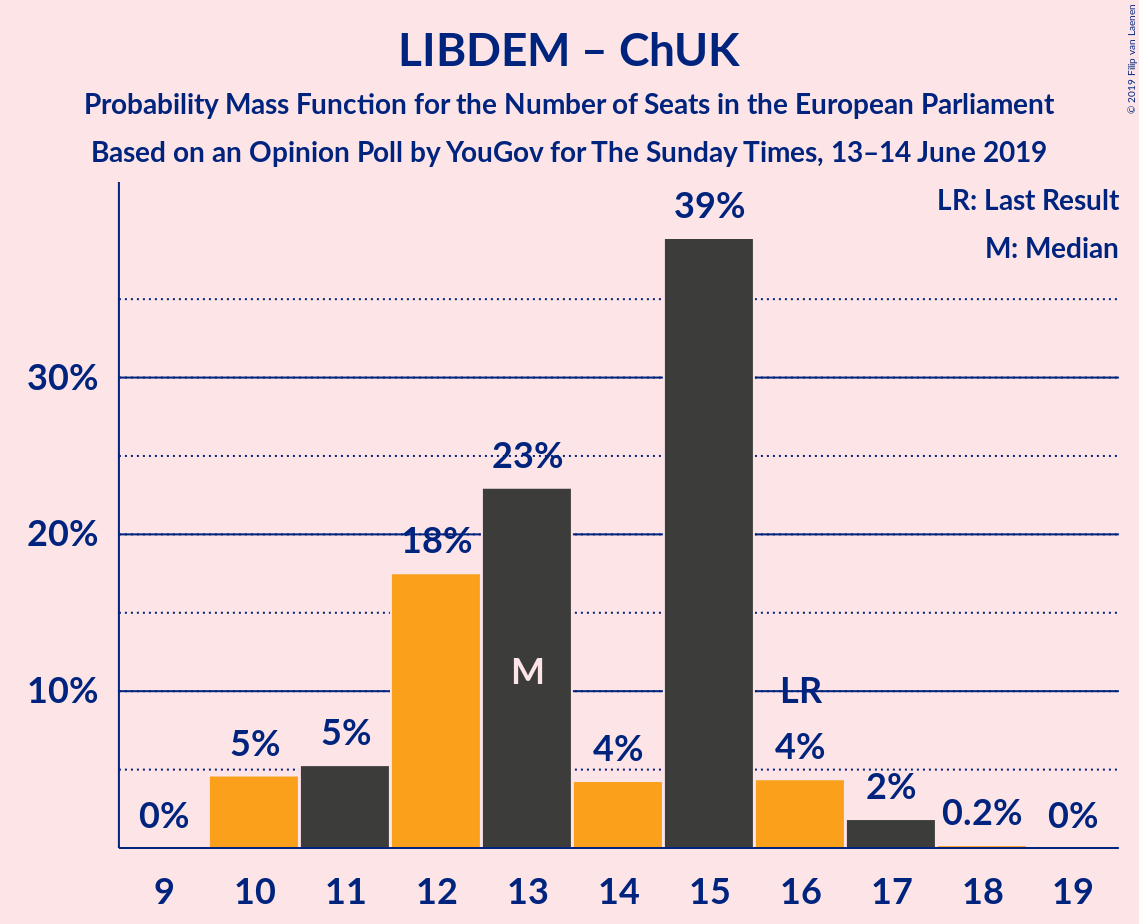 © 2019 Filip van Laenen
LIBDEM – ChUK
Probability Mass Function for the Number of Seats in the European Parliament
Based on an Opinion Poll by YouGov for The Sunday Times, 13–14 June 2019
LR: Last Result
M: Median
30%
20%
10%
0%
5%
5%
18%
23%
M
4%
39%
LR
4%
2%
0.2%
0%
9 10 11 12 13 14 15 16 17 18 19